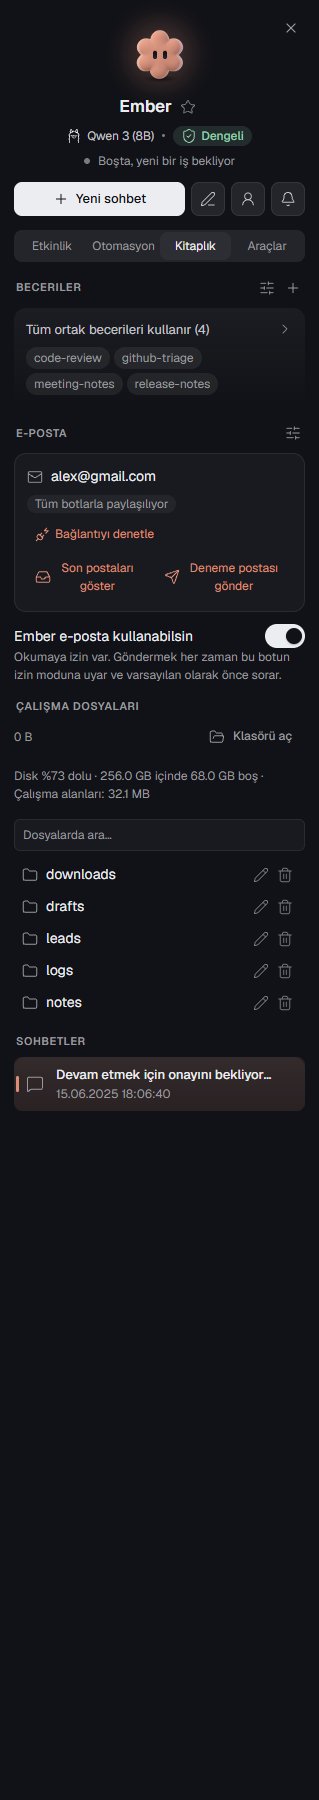 Ember
Qwen 3 (8B) • Dengeli
Boşta, yeni bir iş bekliyor
Yeni sohbet
Etkinlik Otomasyon Kitaplık Araçlar
BECERİLER
Tüm ortak becerileri kullanır (4)
code-review github-triage
meeting-notes release-notes
E-POSTA
alex@gmail.com
Tüm botlarla paylaşılıyor
Bağlantıyı denetle
Son postaları göster
Deneme postası gönder
Ember e-posta kullanabilsin
Okumaya izin var. Göndermek her zaman bu botun
izin moduna uyar ve varsayılan olarak önce sorar.
ÇALIŞMA DOSYALARI
0 B Klasörü aç
Disk %73 dolu · 256.0 GB içinde 68.0 GB boş ·
Çalışma alanları: 32.1 MB
Dosyalarda ara...
downloads
drafts
leads
logs
notes
SOHBETLER
Devam etmek için onayını bekliyor...
15.06.2025 18:06:40